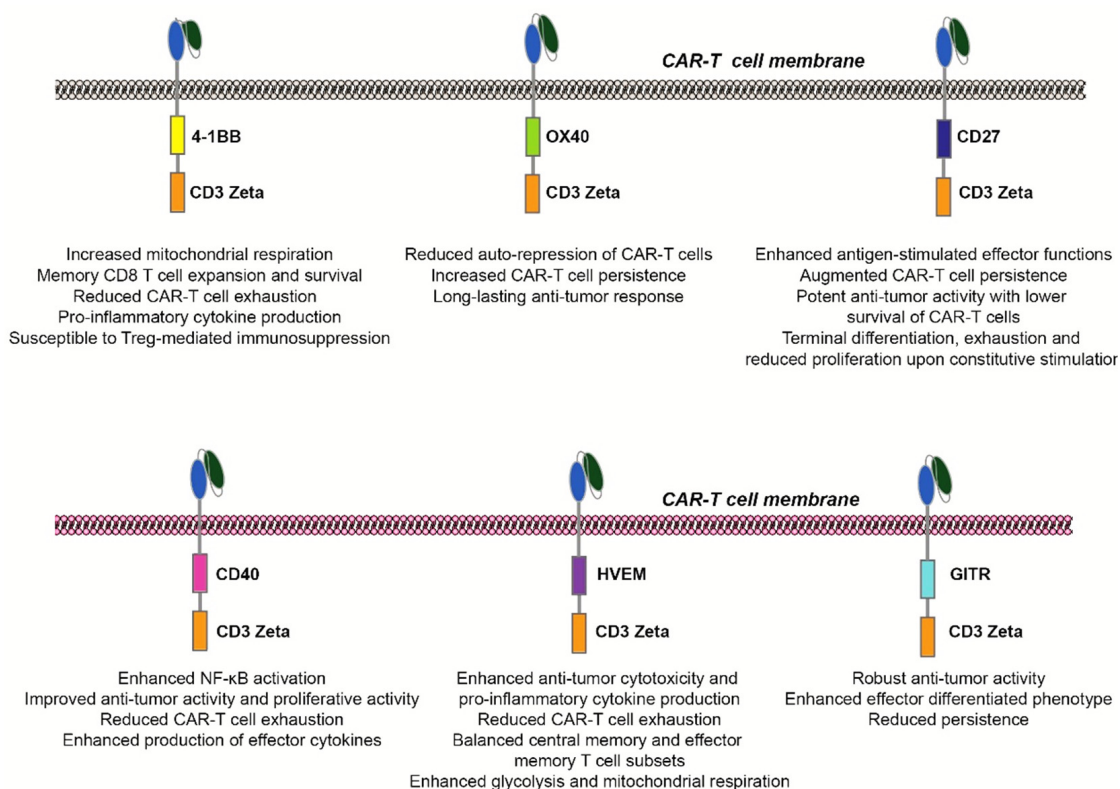 CAR-T cell membrane
4-1BB
CD3 Zeta
Increased mitochondrial respiration
Memory CD8 T cell expansion and survival
Reduced CAR-T cell exhaustion
Pro-inflammatory cytokine production
Susceptible to Treg-mediated immunosuppression
OX40
CD3 Zeta
Reduced auto-repression of CAR-T cells
Increased CAR-T cell persistence
Long-lasting anti-tumor response
CD27
CD3 Zeta
Enhanced antigen-stimulated effector functions
Augmented CAR-T cell persistence
Potent anti-tumor activity with lower
survival of CAR-T cells
Terminal differentiation, exhaustion and
reduced proliferation upon constitutive stimulatior
CAR-T cell membrane
CD40
CD3 Zeta
Enhanced NF-κB activation
Improved anti-tumor activity and proliferative activity
Reduced CAR-T cell exhaustion
Enhanced production of effector cytokines
HVEM
CD3 Zeta
Enhanced anti-tumor cytotoxicity and
pro-inflammatory cytokine production
Reduced CAR-T cell exhaustion
Balanced central memory and effector
memory T cell subsets
Enhanced glycolysis and mitochondrial respiration
GITR
CD3 Zeta
Robust anti-tumor activity
Enhanced effector differentiated phenotype
Reduced persistence